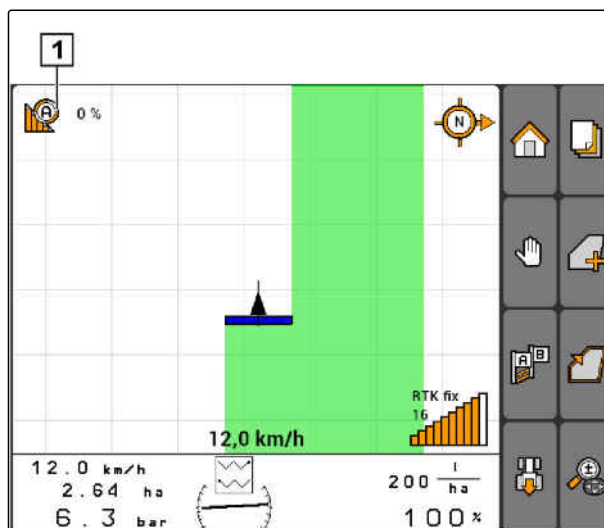 1
A
0 %
N
A B
RTK fix
16
12,0 km/h
12.0 km/h
2.64 ha
6.3 bar
200 l/ha
100 %